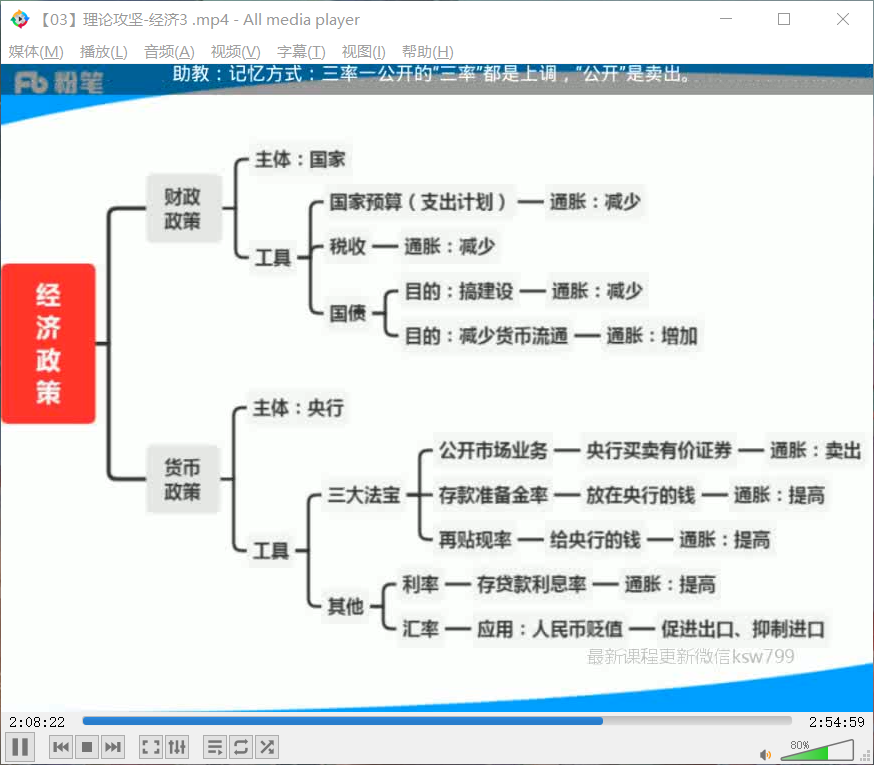 【03】理论攻坚-经济3 .mp4 - All media player
媒体(M) 播放(L) 音频(A) 视频(V) 字幕(T) 视图(I) 帮助(H)
Fb 粉笔
助教：记忆方式：三率一公开的“三率”都是上调，“公开”是卖出。
经济政策
财政政策
主体：国家
工具
国家预算（支出计划） 通胀：减少
税收 通胀：减少
国债
目的：搞建设 通胀：减少
目的：减少货币流通 通胀：增加
货币政策
主体：央行
工具
三大法宝
公开市场业务 央行买卖有价证券 通胀：卖出
存款准备金率 放在央行的钱 通胀：提高
再贴现率 给央行的钱 通胀：提高
其他
利率 存贷款利息率 通胀：提高
汇率 应用：人民币贬值 促进出口、抑制进口
最新课程更新微信ksw799
2:08:22 2:54:59
80%